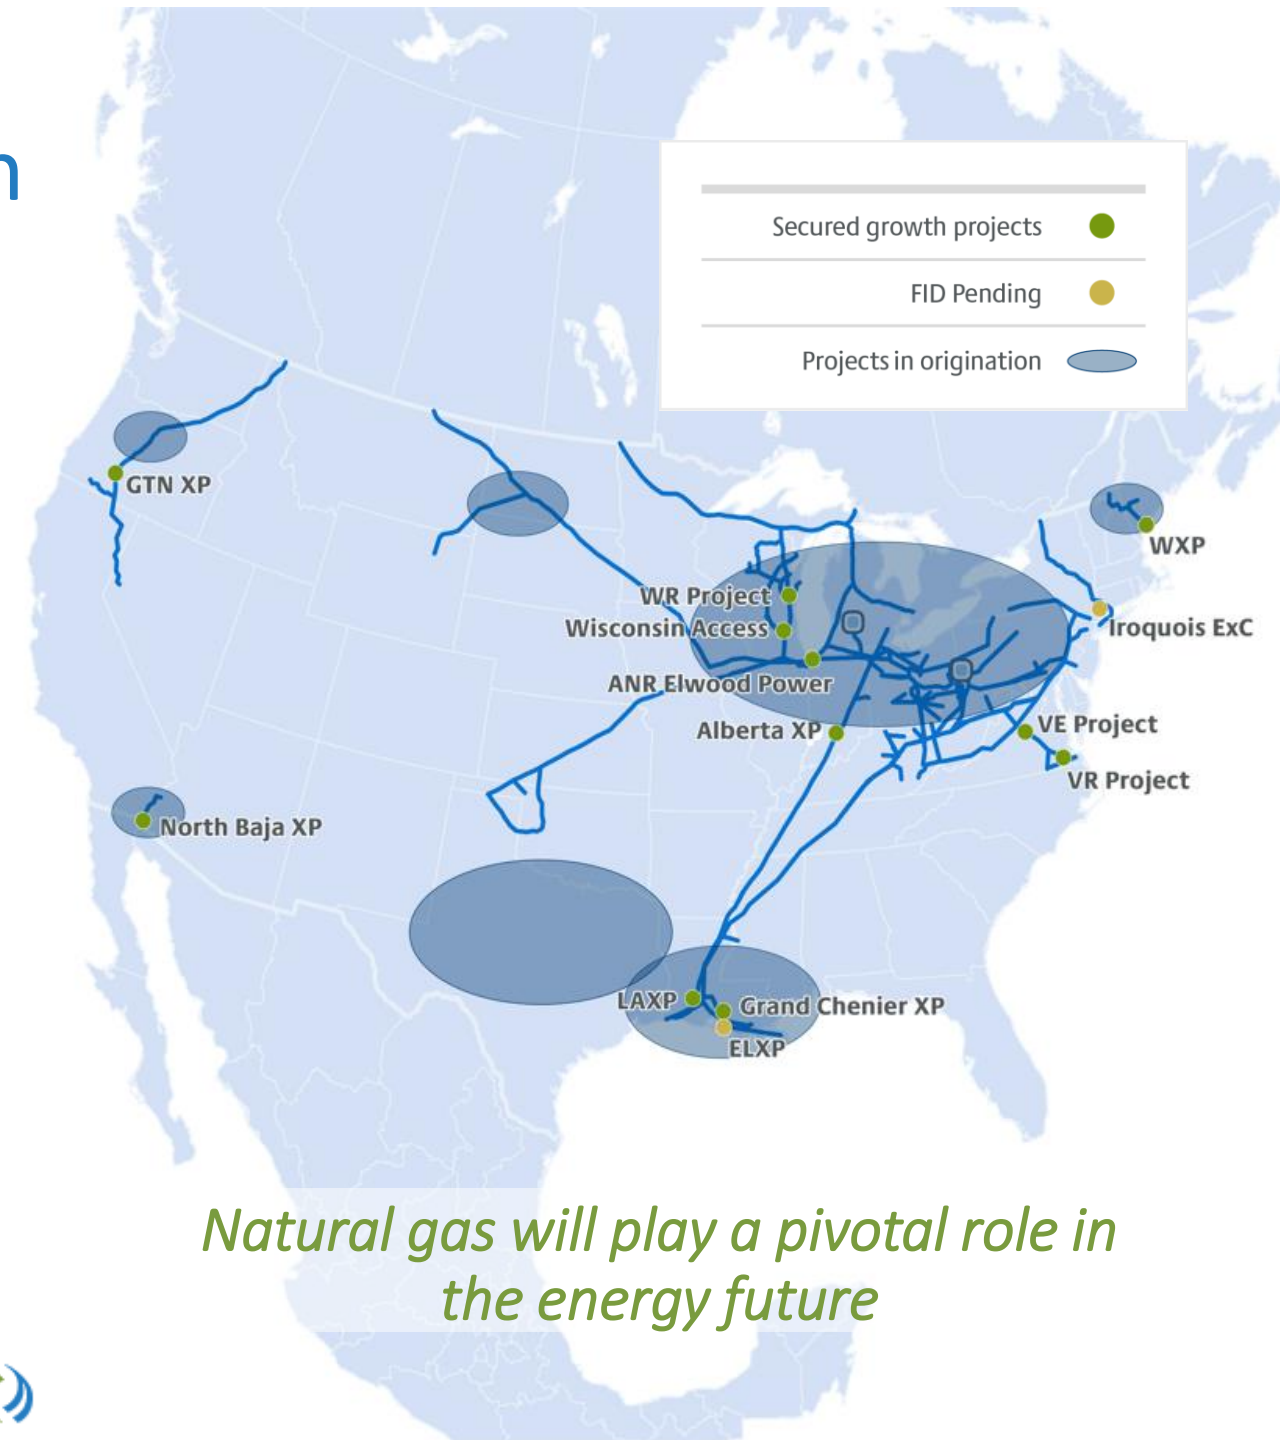 n
Secured growth projects
FID Pending
Projects in origination
GTN XP
WXP
WR Project
Wisconsin Access
Iroquois ExC
ANR Elwood Power
Alberta XP
VE Project
VR Project
North Baja XP
LAXP
Grand Chenier XP
ELXP
Natural gas will play a pivotal role in
the energy future